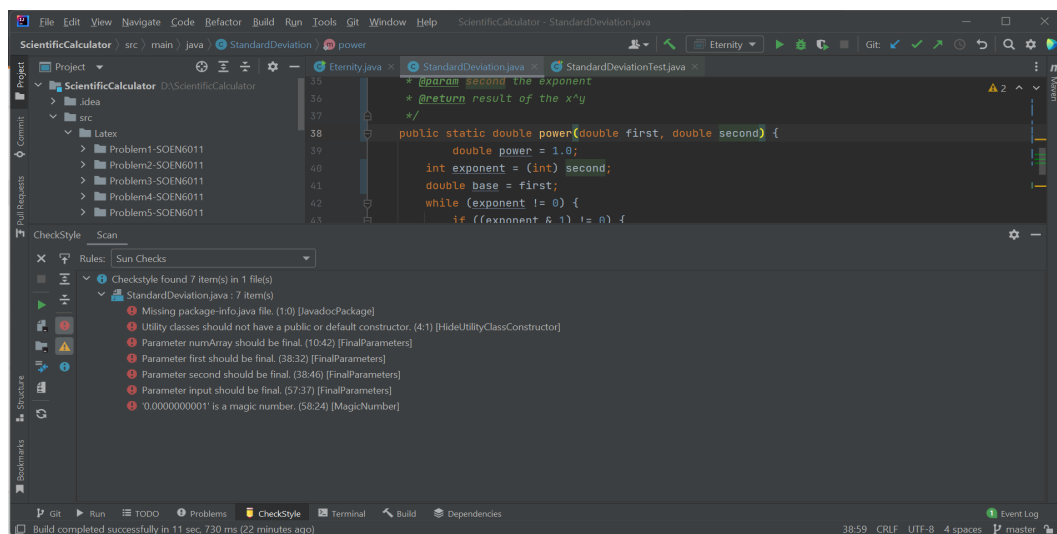 File Edit View Navigate Code Refactor Build Run Tools Git Window Help ScientificCalculator - StandardDeviation.java
ScientificCalculator src main java StandardDeviation power Eternity Git:
Project Eternity.java StandardDeviation.java StandardDeviationTest.java
Project
Commit
Pull Requests
Structure
Bookmarks
Maven
ScientificCalculator D:\ScientificCalculator
.idea
src
Latex
Problem1-SOEN6011
Problem2-SOEN6011
Problem3-SOEN6011
Problem4-SOEN6011
Problem5-SOEN6011
35 * @param second the exponent
36 * @return result of the x^y
37 */
38 public static double power(double first, double second) {
39 double power = 1.0;
40 int exponent = (int) second;
41 double base = first;
42 while (exponent != 0) {
43 if ((exponent & 1) != 0) {
2
CheckStyle Scan
Rules: Sun Checks
Checkstyle found 7 item(s) in 1 file(s)
StandardDeviation.java : 7 item(s)
Missing package-info.java file. (1:0) [JavadocPackage]
Utility classes should not have a public or default constructor. (4:1) [HideUtilityClassConstructor]
Parameter numArray should be final. (10:42) [FinalParameters]
Parameter first should be final. (38:32) [FinalParameters]
Parameter second should be final. (38:46) [FinalParameters]
Parameter input should be final. (57:37) [FinalParameters]
'0.0000000001' is a magic number. (58:24) [MagicNumber]
Git Run TODO Problems CheckStyle Terminal Build Dependencies 1 Event Log
Build completed successfully in 11 sec, 730 ms (22 minutes ago) 38:59 CRLF UTF-8 4 spaces master